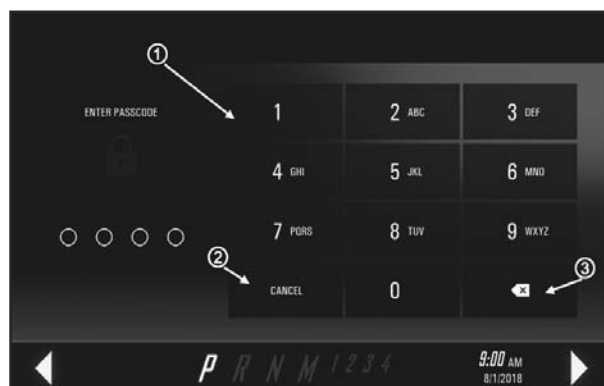 ①
ENTER PASSCODE
1
2 ABC
3 DEF
4 GHI
5 JKL
6 MNO
7 PQRS
8 TUV
9 WXYZ
②
③
CANCEL
0
P R N M 1 2 3 4
9:00 AM
8/1/2018